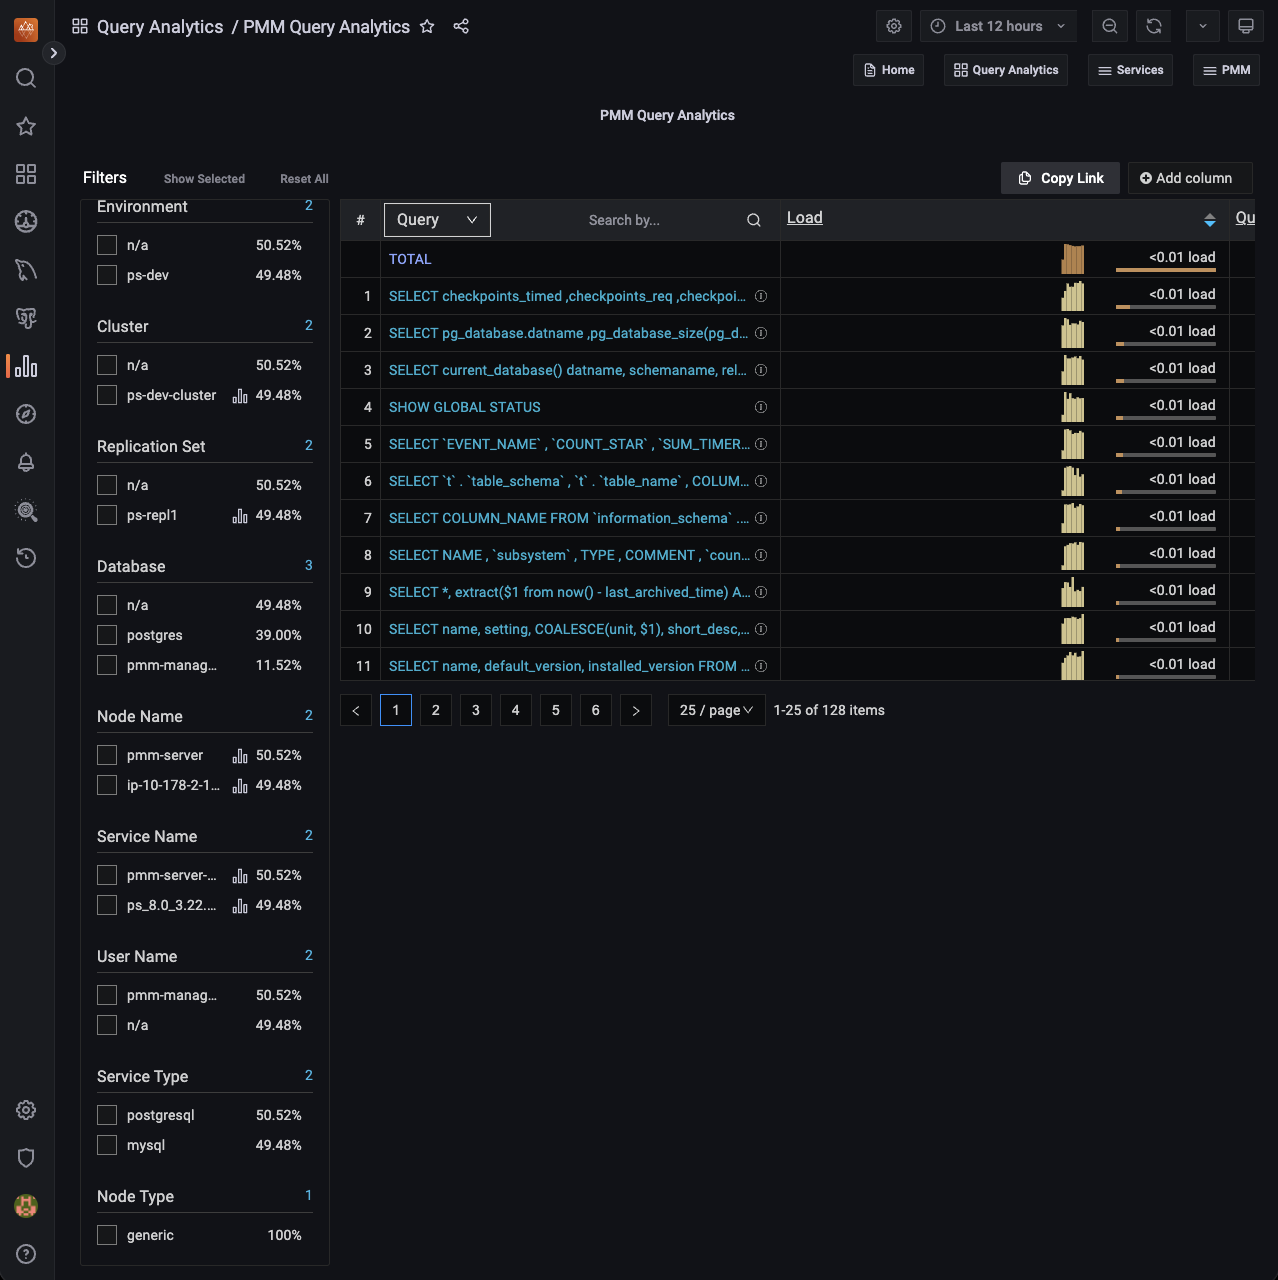 Query Analytics / PMM Query Analytics
Last 12 hours
Home
Query Analytics
Services
PMM
PMM Query Analytics
Filters
Show Selected
Reset All
Copy Link
Add column
Environment 2
n/a 50.52%
ps-dev 49.48%
Cluster 2
n/a 50.52%
ps-dev-cluster 49.48%
Replication Set 2
n/a 50.52%
ps-repl1 49.48%
Database 3
n/a 49.48%
postgres 39.00%
pmm-manag... 11.52%
Node Name 2
pmm-server 50.52%
ip-10-178-2-1... 49.48%
Service Name 2
pmm-server-... 50.52%
ps_8.0_3.22.... 49.48%
User Name 2
pmm-manag... 50.52%
n/a 49.48%
Service Type 2
postgresql 50.52%
mysql 49.48%
Node Type 1
generic 100%
# Query Search by... Load Qu
TOTAL <0.01 load
1 SELECT checkpoints_timed ,checkpoints_req ,checkpoi... <0.01 load
2 SELECT pg_database.datname ,pg_database_size(pg_d... <0.01 load
3 SELECT current_database() datname, schemaname, rel... <0.01 load
4 SHOW GLOBAL STATUS <0.01 load
5 SELECT `EVENT_NAME` , `COUNT_STAR` , `SUM_TIMER... <0.01 load
6 SELECT `t` . `table_schema` , `t` . `table_name` , COLUM... <0.01 load
7 SELECT COLUMN_NAME FROM `information_schema` .... <0.01 load
8 SELECT NAME , `subsystem` , TYPE , COMMENT , `coun... <0.01 load
9 SELECT *, extract($1 from now() - last_archived_time) A... <0.01 load
10 SELECT name, setting, COALESCE(unit, $1), short_desc,... <0.01 load
11 SELECT name, default_version, installed_version FROM ... <0.01 load
< 1 2 3 4 5 6 > 25 / page 1-25 of 128 items